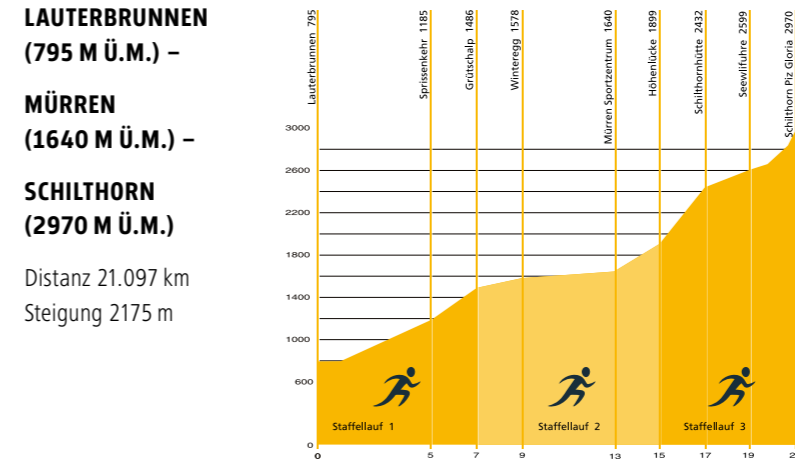 LAUTERBRUNNEN
(795 M Ü.M.) –
MÜRREN
(1640 M Ü.M.) –
SCHILTHORN
(2970 M Ü.M.)
Distanz 21.097 km
Steigung 2175 m
Lauterbrunnen 795
Sprissenkehr 1185
Grütschalp 1486
Winteregg 1578
Mürren Sportzentrum 1640
Höhenlücke 1899
Schilthornhütte 2432
Seewlifuhre 2599
Schilthorn Piz Gloria 2970
3000
2600
2200
1800
1400
1000
600
0
Staffellauf 1
Staffellauf 2
Staffellauf 3
0 5 7 9 13 15 17 19